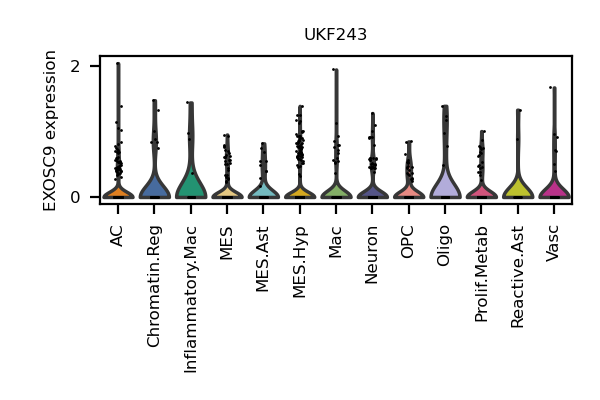 UKF243
EXOSC9 expression
2
0
AC
Chromatin.Reg
Inflammatory.Mac
MES
MES.Ast
MES.Hyp
Mac
Neuron
OPC
Oligo
Prolif.Metab
Reactive.Ast
Vasc